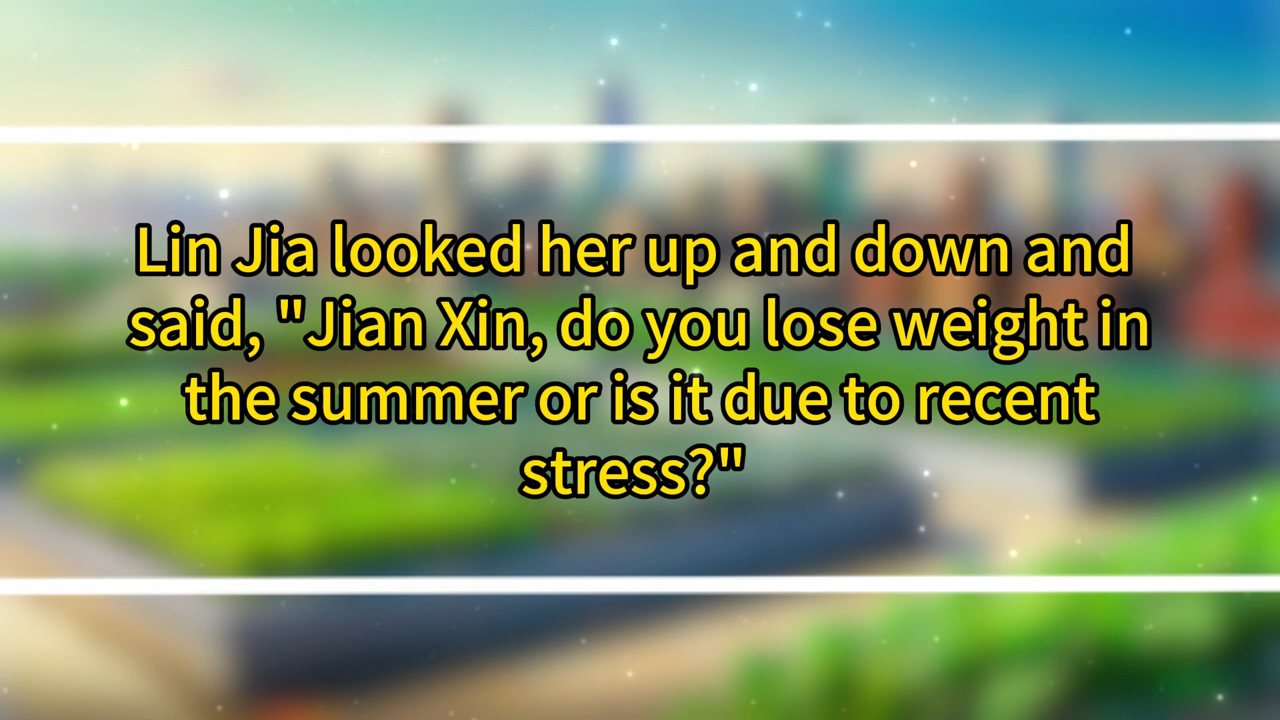 Lin Jia looked her up and down and
said, "Jian Xin, do you lose weight in
the summer or is it due to recent
stress?"